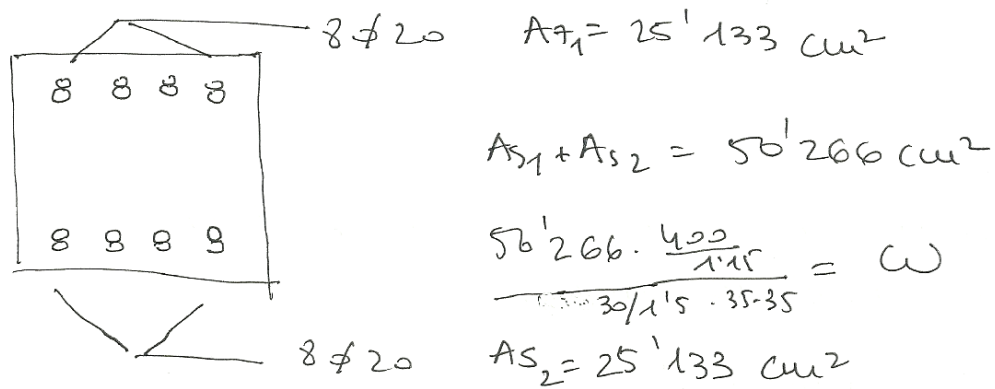 8 ϕ 20 A71 = 25'133 cm²
8 8 8 8
As1 + As2 = 50'266 cm²
8 8 8 8
50'266 · 400/1'15 / 30/1'5 · 35·35 = ω
8 ϕ 20 AS2 = 25'133 cm²